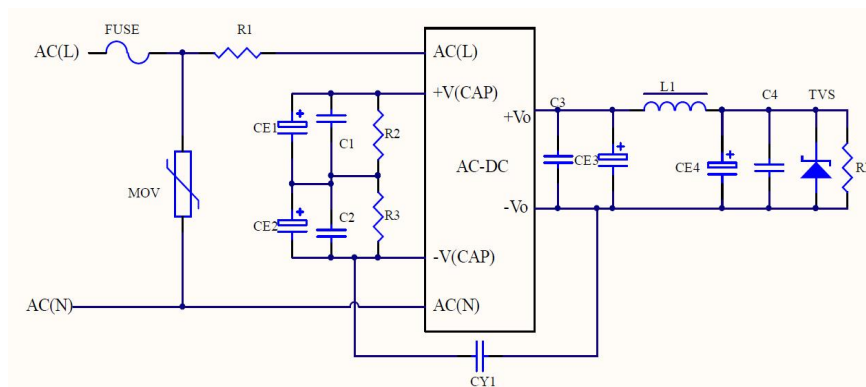 FUSE
R1
AC(L)
AC(L)
+V(CAP)
CE1
C1
R2
C3
L1
C4
TVS
+Vo
MOV
AC-DC
CE3
CE4
CE2
C2
R3
-Vo
-V(CAP)
AC(N)
AC(N)
CY1